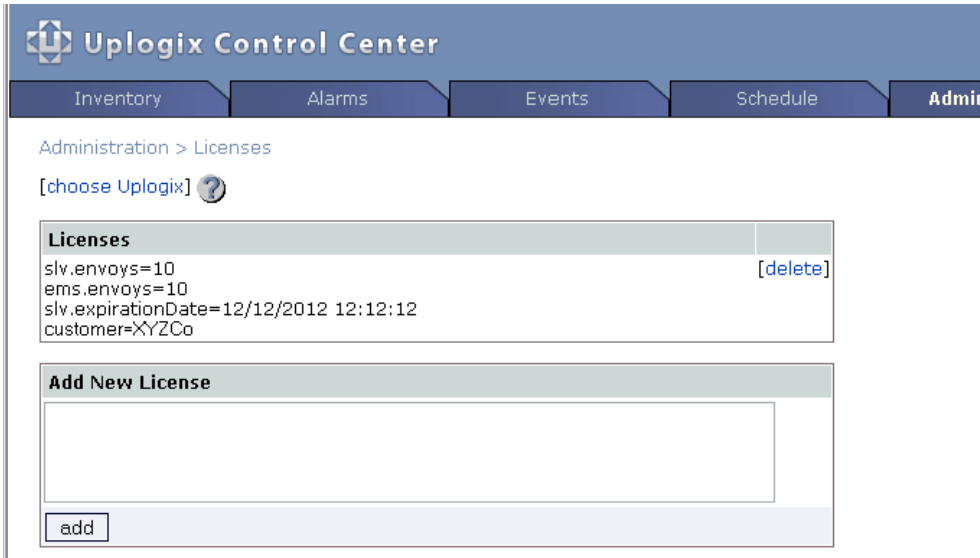 Uplogix Control Center
Inventory Alarms Events Schedule
Administration > Licenses
[choose Uplogix] ?
Licenses
slv.envoys=10 [delete]
ems.envoys=10
slv.expirationDate=12/12/2012 12:12:12
customer=XYZCo
Add New License
add